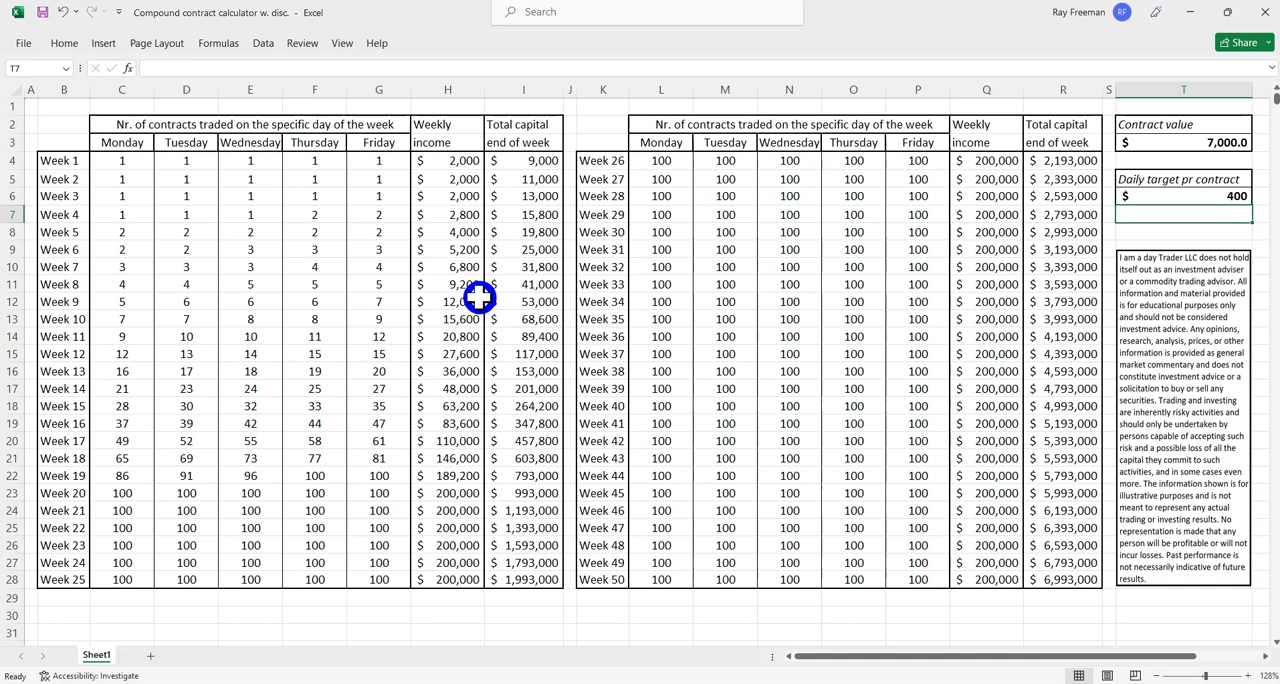 Compound contract calculator w. disc. - Excel
Search
Ray Freeman RF
File Home Insert Page Layout Formulas Data Review View Help Share
T7 fx
A B C D E F G H I J K L M N O P Q R S T
1
2 Nr. of contracts traded on the specific day of the week Weekly Total capital Nr. of contracts traded on the specific day of the week Weekly Total capital Contract value
3 Monday Tuesday Wednesday Thursday Friday income end of week Monday Tuesday Wednesday Thursday Friday income end of week $ 7,000.0
4 Week 1 1 1 1 1 1 $ 2,000 $ 9,000 Week 26 100 100 100 100 100 $ 200,000 $ 2,193,000
5 Week 2 1 1 1 1 1 $ 2,000 $ 11,000 Week 27 100 100 100 100 100 $ 200,000 $ 2,393,000 Daily target pr contract
6 Week 3 1 1 1 1 1 $ 2,000 $ 13,000 Week 28 100 100 100 100 100 $ 200,000 $ 2,593,000 $ 400
7 Week 4 1 1 1 2 2 $ 2,800 $ 15,800 Week 29 100 100 100 100 100 $ 200,000 $ 2,793,000
8 Week 5 2 2 2 2 2 $ 4,000 $ 19,800 Week 30 100 100 100 100 100 $ 200,000 $ 2,993,000
9 Week 6 2 2 3 3 3 $ 5,200 $ 25,000 Week 31 100 100 100 100 100 $ 200,000 $ 3,193,000
10 Week 7 3 3 3 4 4 $ 6,800 $ 31,800 Week 32 100 100 100 100 100 $ 200,000 $ 3,393,000
11 Week 8 4 4 5 5 5 $ $ 41,000 Week 33 100 100 100 100 100 $ 200,000 $ 3,593,000
12 Week 9 5 6 6 6 7 $ 53,000 Week 34 100 100 100 100 100 $ 200,000 $ 3,793,000
13 Week 10 7 7 8 8 9 $ 15,600 $ 68,600 Week 35 100 100 100 100 100 $ 200,000 $ 3,993,000
14 Week 11 9 10 10 11 12 $ 20,800 $ 89,400 Week 36 100 100 100 100 100 $ 200,000 $ 4,193,000
15 Week 12 12 13 14 15 15 $ 27,600 $ 117,000 Week 37 100 100 100 100 100 $ 200,000 $ 4,393,000
16 Week 13 16 17 18 19 20 $ 36,000 $ 153,000 Week 38 100 100 100 100 100 $ 200,000 $ 4,593,000
17 Week 14 21 23 24 25 27 $ 48,000 $ 201,000 Week 39 100 100 100 100 100 $ 200,000 $ 4,793,000
18 Week 15 28 30 32 33 35 $ 63,200 $ 264,200 Week 40 100 100 100 100 100 $ 200,000 $ 4,993,000
19 Week 16 37 39 42 44 47 $ 83,600 $ 347,800 Week 41 100 100 100 100 100 $ 200,000 $ 5,193,000
20 Week 17 49 52 55 58 61 $ 110,000 $ 457,800 Week 42 100 100 100 100 100 $ 200,000 $ 5,393,000
21 Week 18 65 69 73 77 81 $ 146,000 $ 603,800 Week 43 100 100 100 100 100 $ 200,000 $ 5,593,000
22 Week 19 86 91 96 100 100 $ 189,200 $ 793,000 Week 44 100 100 100 100 100 $ 200,000 $ 5,793,000
23 Week 20 100 100 100 100 100 $ 200,000 $ 993,000 Week 45 100 100 100 100 100 $ 200,000 $ 5,993,000
24 Week 21 100 100 100 100 100 $ 200,000 $ 1,193,000 Week 46 100 100 100 100 100 $ 200,000 $ 6,193,000
25 Week 22 100 100 100 100 100 $ 200,000 $ 1,393,000 Week 47 100 100 100 100 100 $ 200,000 $ 6,393,000
26 Week 23 100 100 100 100 100 $ 200,000 $ 1,593,000 Week 48 100 100 100 100 100 $ 200,000 $ 6,593,000
27 Week 24 100 100 100 100 100 $ 200,000 $ 1,793,000 Week 49 100 100 100 100 100 $ 200,000 $ 6,793,000
28 Week 25 100 100 100 100 100 $ 200,000 $ 1,993,000 Week 50 100 100 100 100 100 $ 200,000 $ 6,993,000
29
30
31
I am a day Trader LLC does not hold
itself out as an investment adviser
or a commodity trading advisor. All
information and material provided
is for educational purposes only
and should not be considered
investment advice. Any opinions,
research, analysis, prices, or other
information is provided as general
market commentary and does not
constitute investment advice or a
solicitation to buy or sell any
securities. Trading and investing
are inherently risky activities and
should only be undertaken by
persons capable of accepting such
risk and a possible loss of all the
capital they commit to such
activities, and in some cases even
more. The information shown is for
illustrative purposes and is not
meant to represent any actual
trading or investing results. No
representation is made that any
person will be profitable or will not
incur losses. Past performance is
not necessarily indicative of future
results.
Sheet1
Ready Accessibility: Investigate 128%